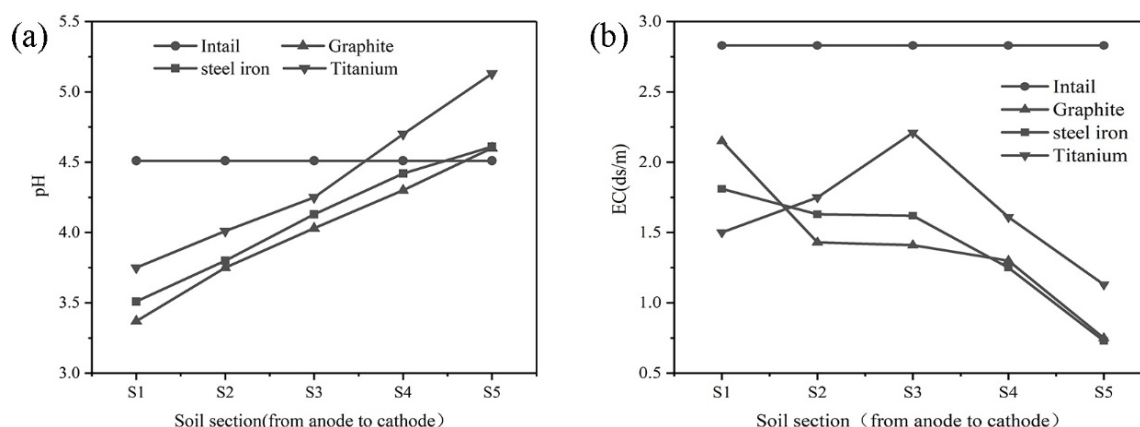 (a)
5.5
5.0
4.5
4.0
3.5
3.0
pH
Intail
Graphite
steel iron
Titanium
S1 S2 S3 S4 S5
Soil section(from anode to cathode)
(b)
3.0
2.5
2.0
1.5
1.0
0.5
EC(ds/m)
Intail
Graphite
steel iron
Titanium
S1 S2 S3 S4 S5
Soil section（from anode to cathode）